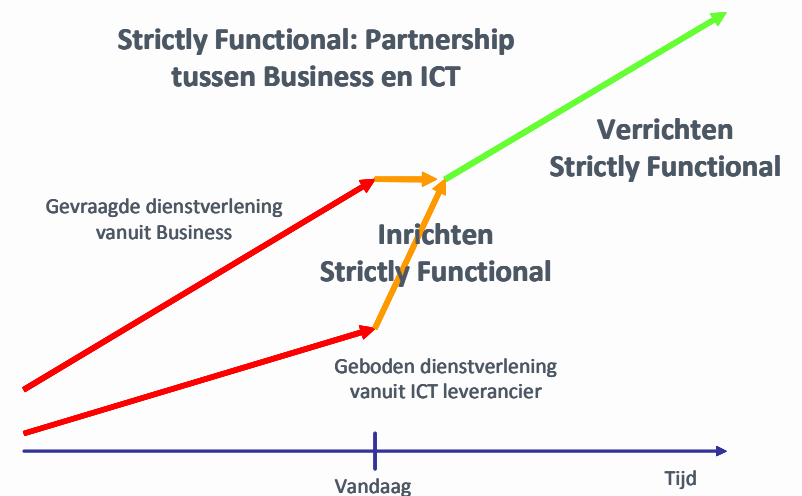 Strictly Functional: Partnership
tussen Business en ICT
Verrichten
Strictly Functional
Gevraagde dienstverlening
vanuit Business
Inrichten
Strictly Functional
Geboden dienstverlening
vanuit ICT leverancier
Vandaag
Tijd